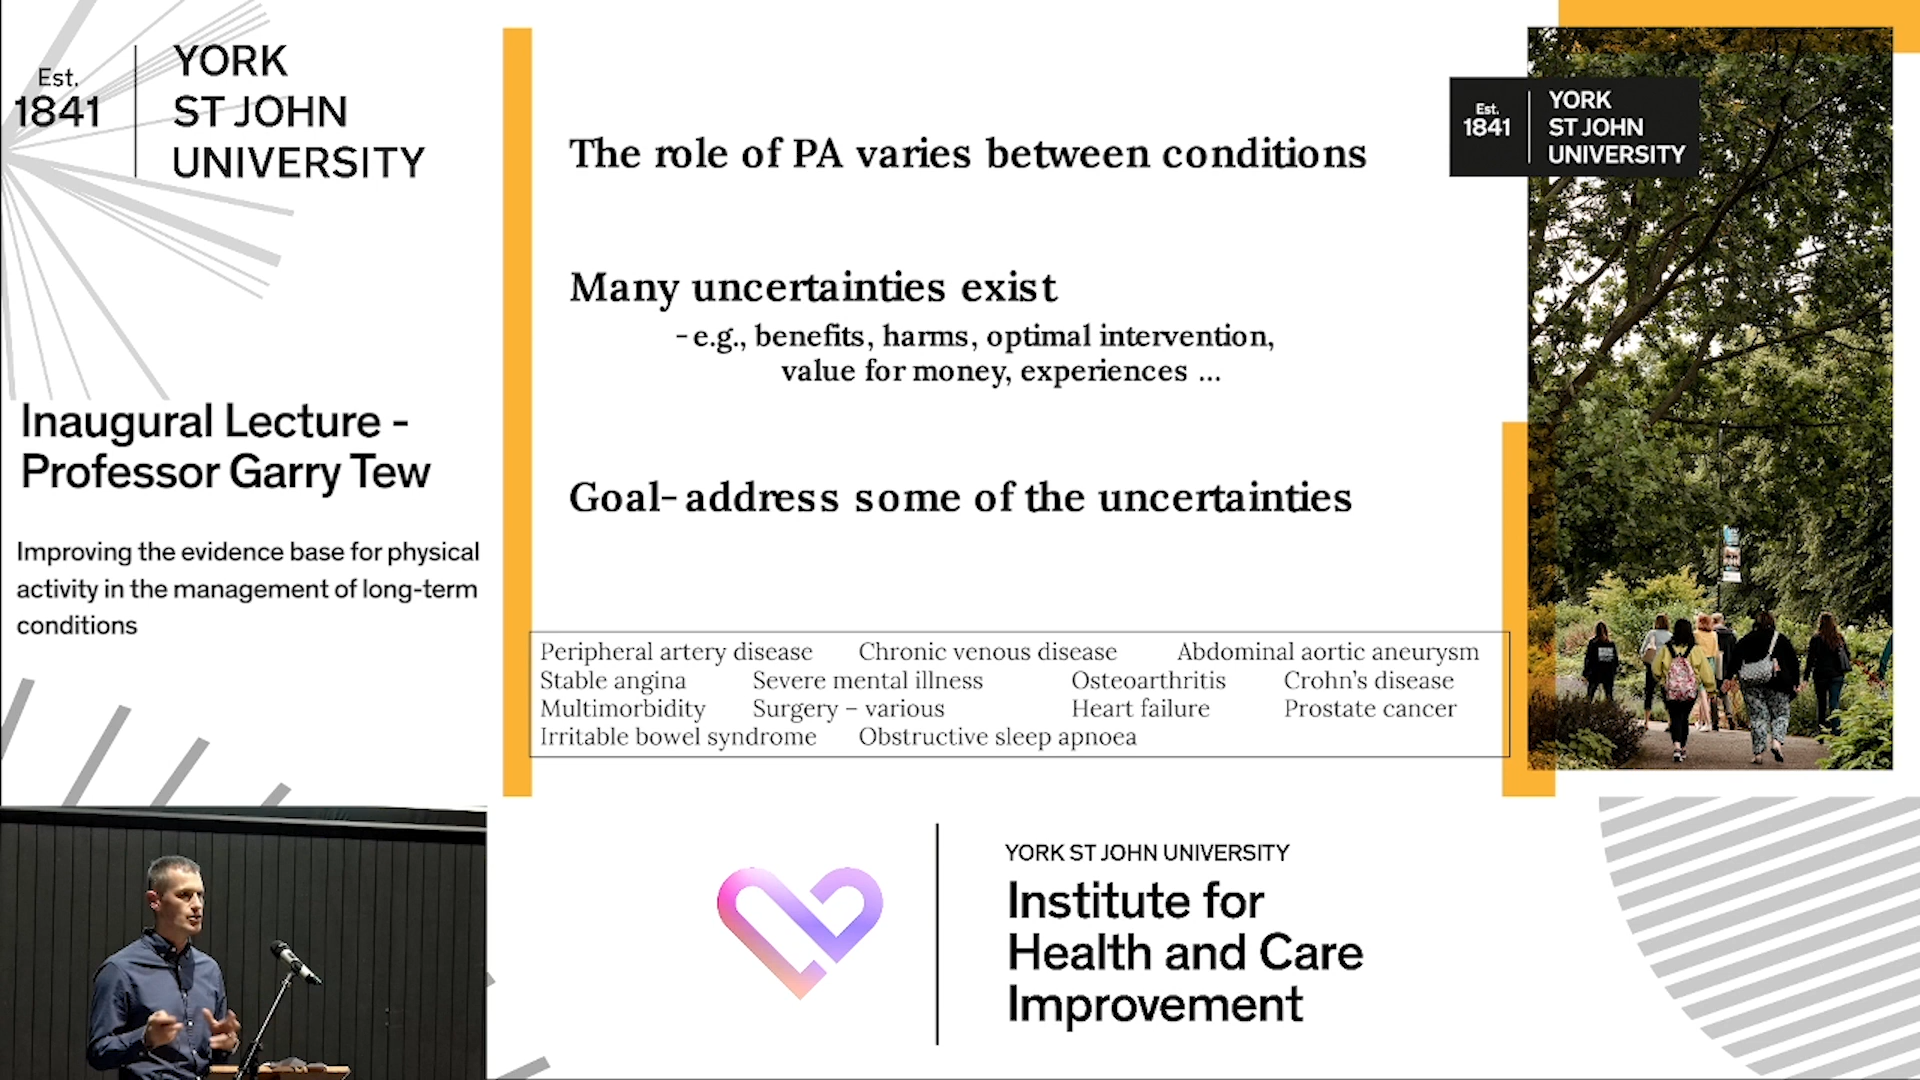 Est.
1841
YORK
ST JOHN
UNIVERSITY
Inaugural Lecture -
Professor Garry Tew
Improving the evidence base for physical
activity in the management of long-term
conditions
The role of PA varies between conditions
Many uncertainties exist
- e.g., benefits, harms, optimal intervention,
value for money, experiences ...
Goal- address some of the uncertainties
Peripheral artery disease Chronic venous disease Abdominal aortic aneurysm
Stable angina Severe mental illness Osteoarthritis Crohn's disease
Multimorbidity Surgery – various Heart failure Prostate cancer
Irritable bowel syndrome Obstructive sleep apnoea
Est.
1841
YORK
ST JOHN
UNIVERSITY
YORK ST JOHN UNIVERSITY
Institute for
Health and Care
Improvement